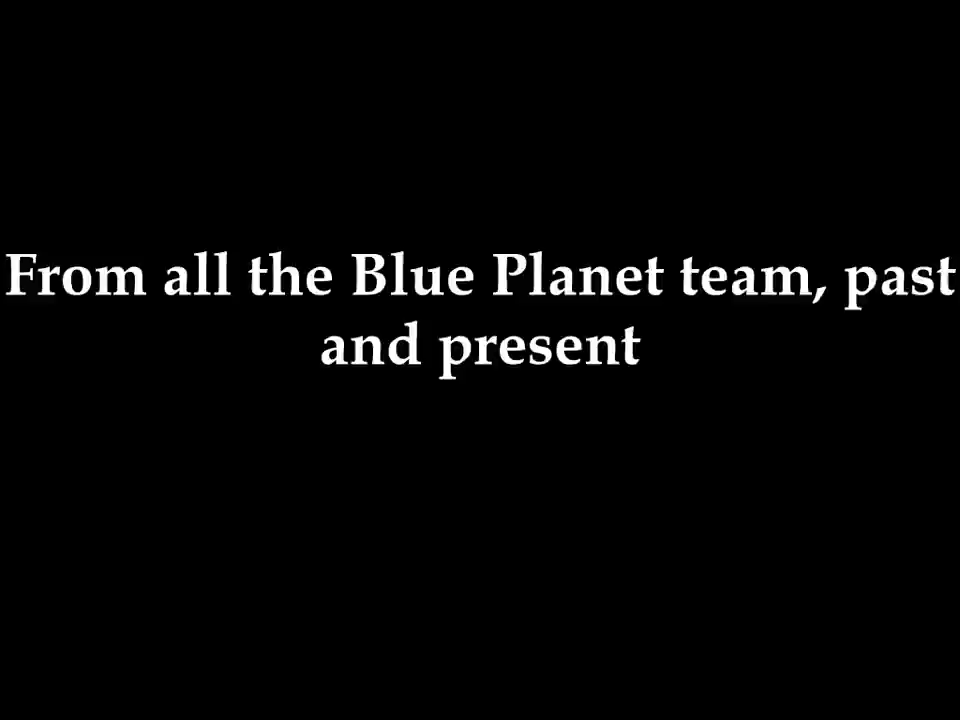 From all the Blue Planet team, past
and present